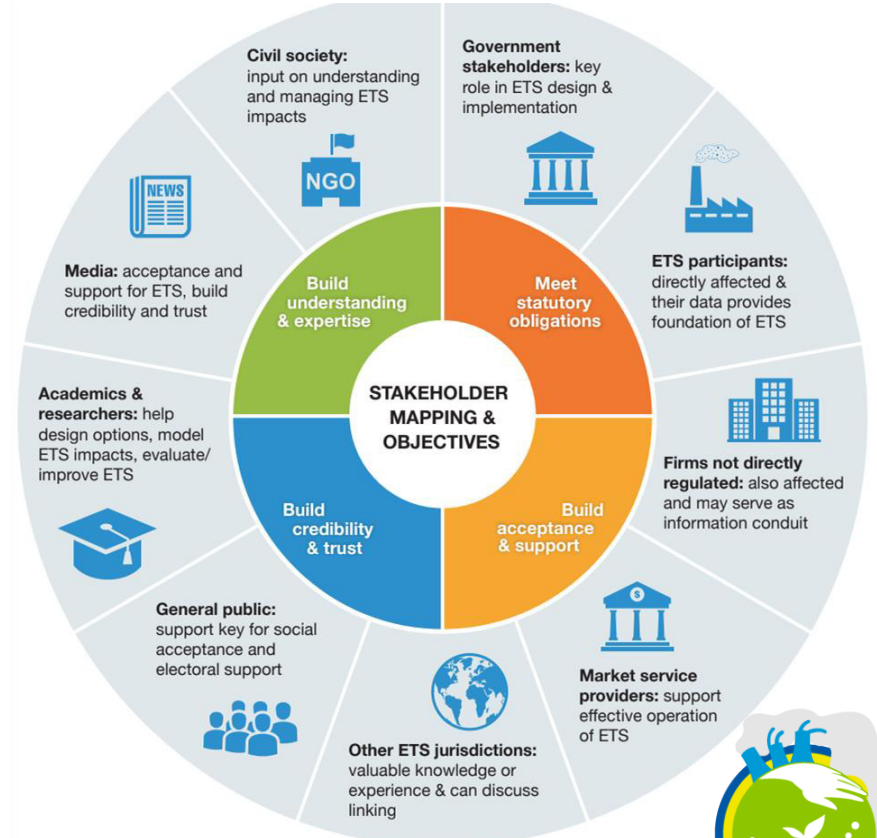 Civil society:
input on understanding
and managing ETS
impacts
NGO
Government
stakeholders: key
role in ETS design &
implementation
ETS participants:
directly affected &
their data provides
foundation of ETS
Firms not directly
regulated: also affected
and may serve as
information conduit
$
Market service
providers: support
effective operation
of ETS
Other ETS jurisdictions:
valuable knowledge or
experience & can discuss
linking
General public:
support key for social
acceptance and
electoral support
Academics &
researchers: help
design options, model
ETS impacts, evaluate/
improve ETS
NEWS
Media: acceptance and
support for ETS, build
credibility and trust
Build
understanding
& expertise
Meet
statutory
obligations
Build
acceptance
& support
Build
credibility
& trust
STAKEHOLDER
MAPPING &
OBJECTIVES